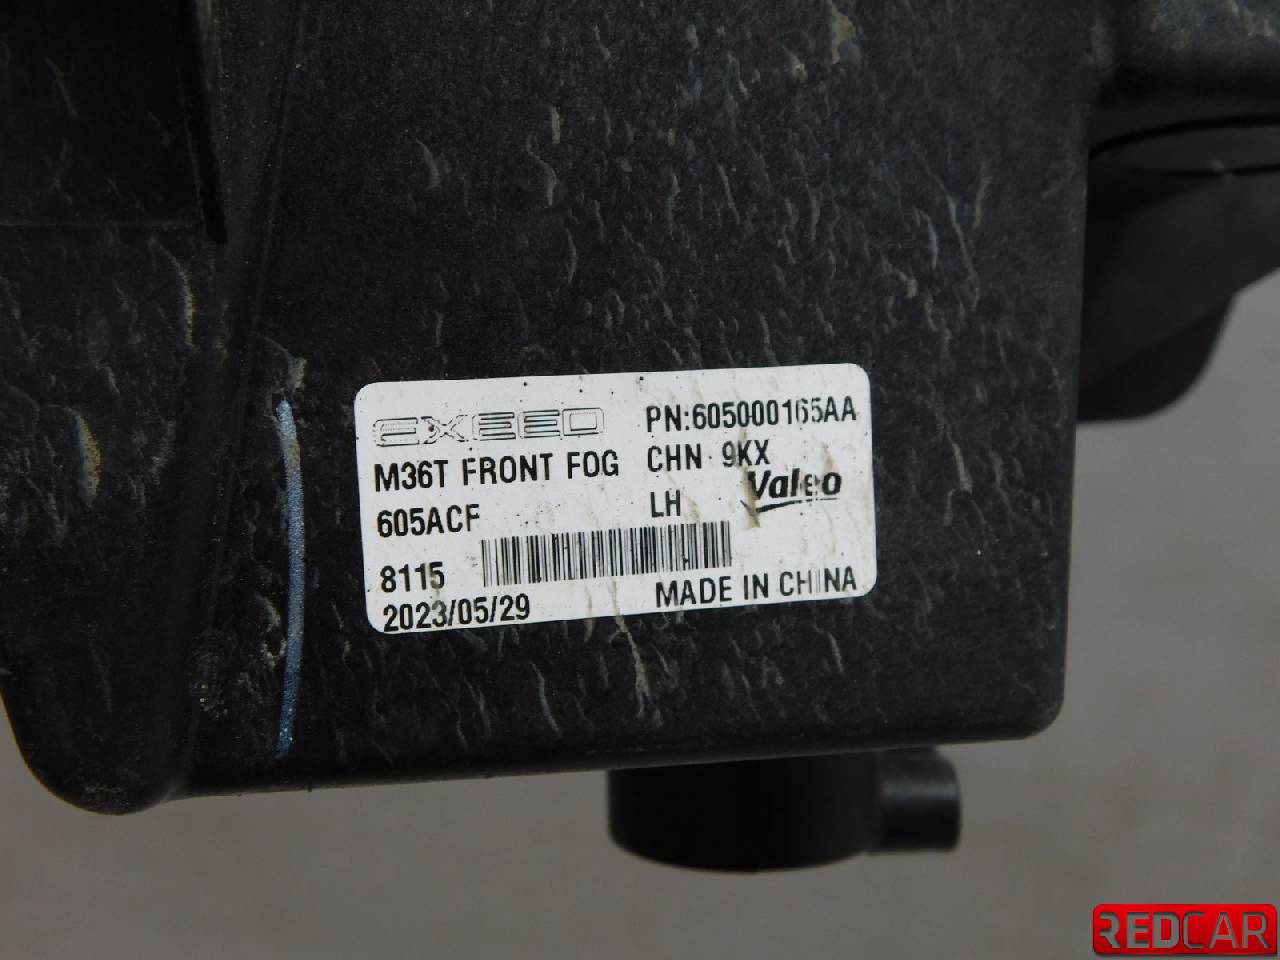 EXEED PN:605000165AA
M36T FRONT FOG CHN 9KX
605ACF LH Valeo
8115
2023/05/29 MADE IN CHINA
REDCAR